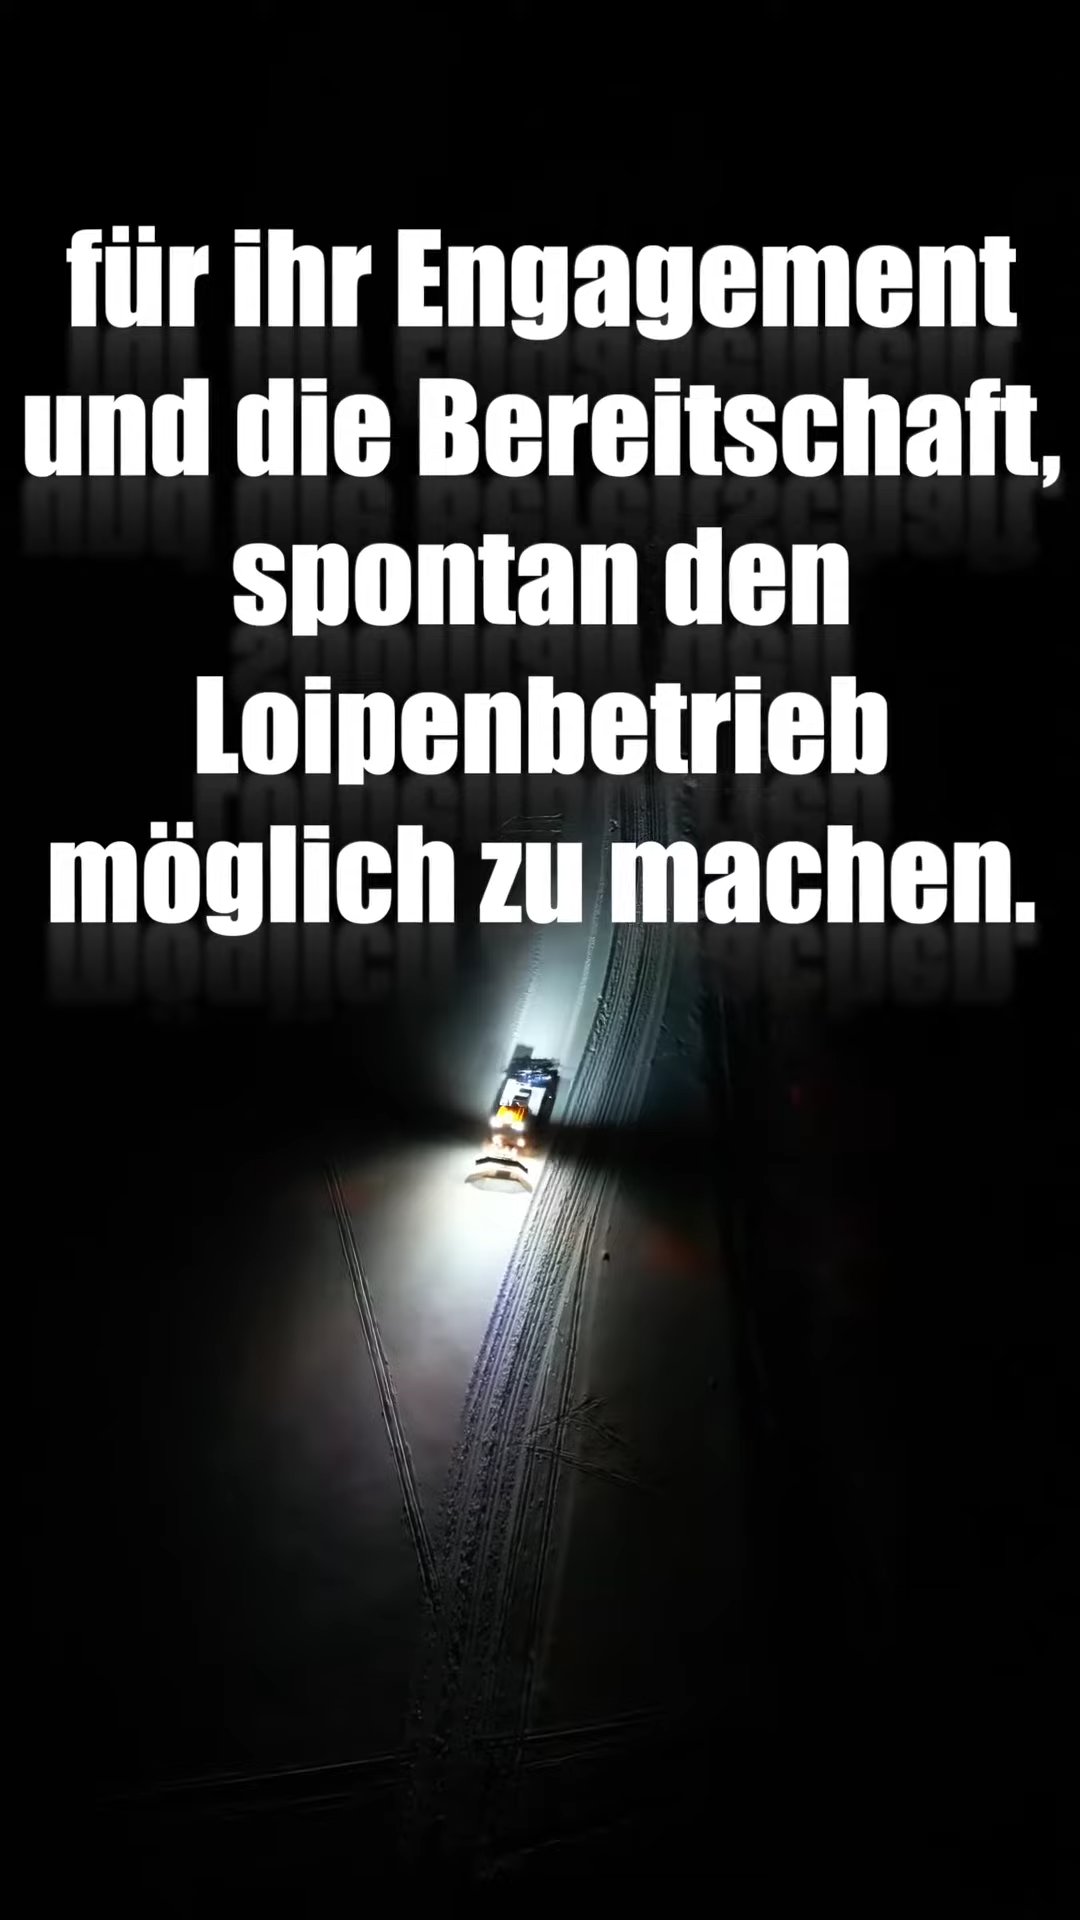 für ihr Engagement
und die Bereitschaft,
spontan den
Loipenbetrieb
möglich zu machen.